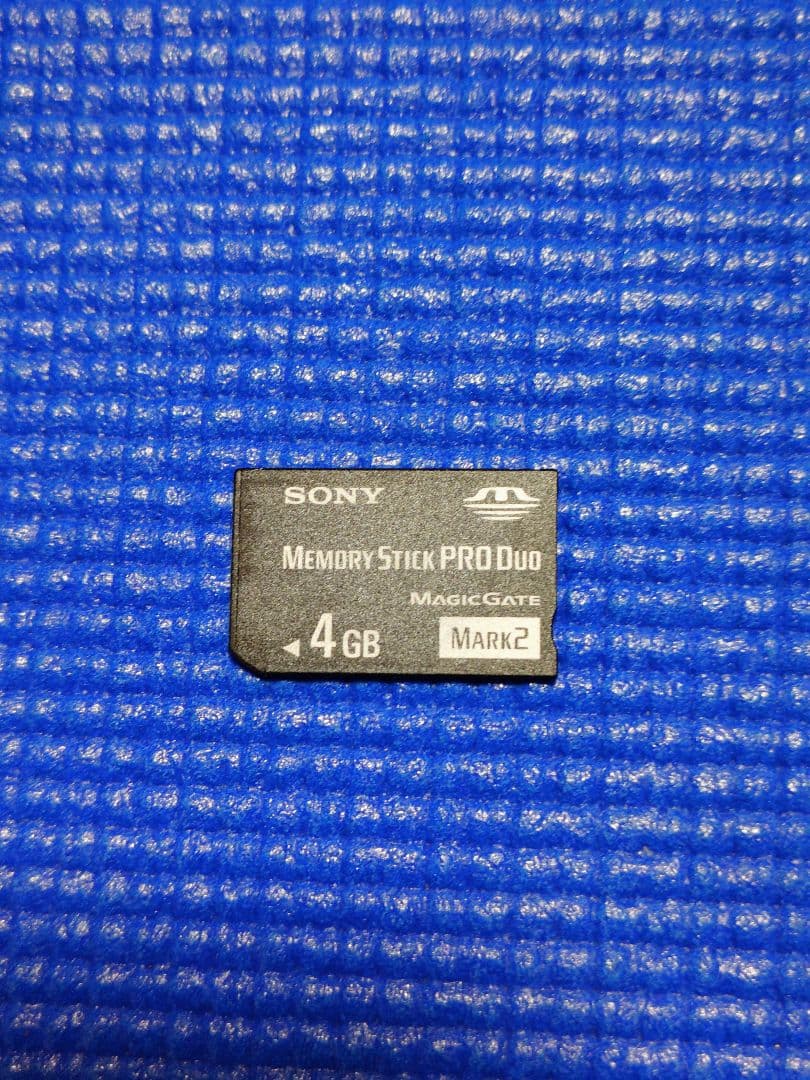 SONY
MEMORY STICK PRO DUO
MAGICGATE
4GB
MARK2